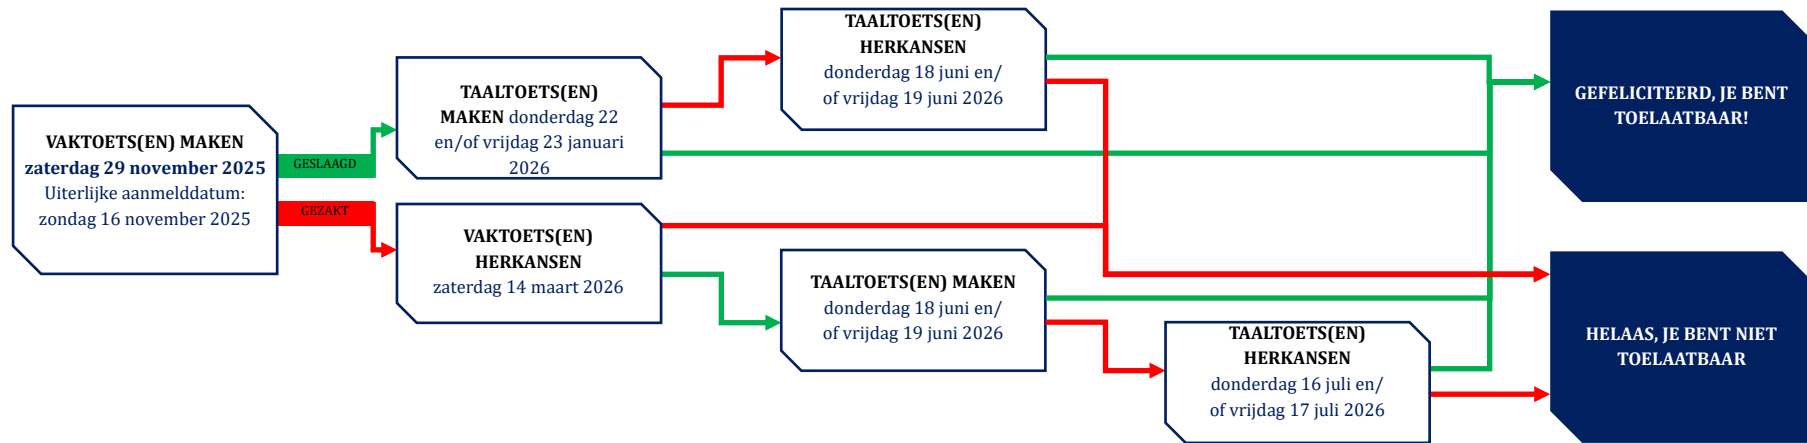 VAKTOETS(EN) MAKEN
zaterdag 29 november 2025
Uiterlijke aanmelddatum:
zondag 16 november 2025
GESLAAGD
GEZAKT
TAALTOETS(EN)
MAKEN donderdag 22
en/of vrijdag 23 januari
2026
VAKTOETS(EN)
HERKANSEN
zaterdag 14 maart 2026
TAALTOETS(EN)
HERKANSEN
donderdag 18 juni en/
of vrijdag 19 juni 2026
TAALTOETS(EN) MAKEN
donderdag 18 juni en/
of vrijdag 19 juni 2026
TAALTOETS(EN)
HERKANSEN
donderdag 16 juli en/
of vrijdag 17 juli 2026
GEFELICITEERD, JE BENT
TOELAATBAAR!
HELAAS, JE BENT NIET
TOELAATBAAR